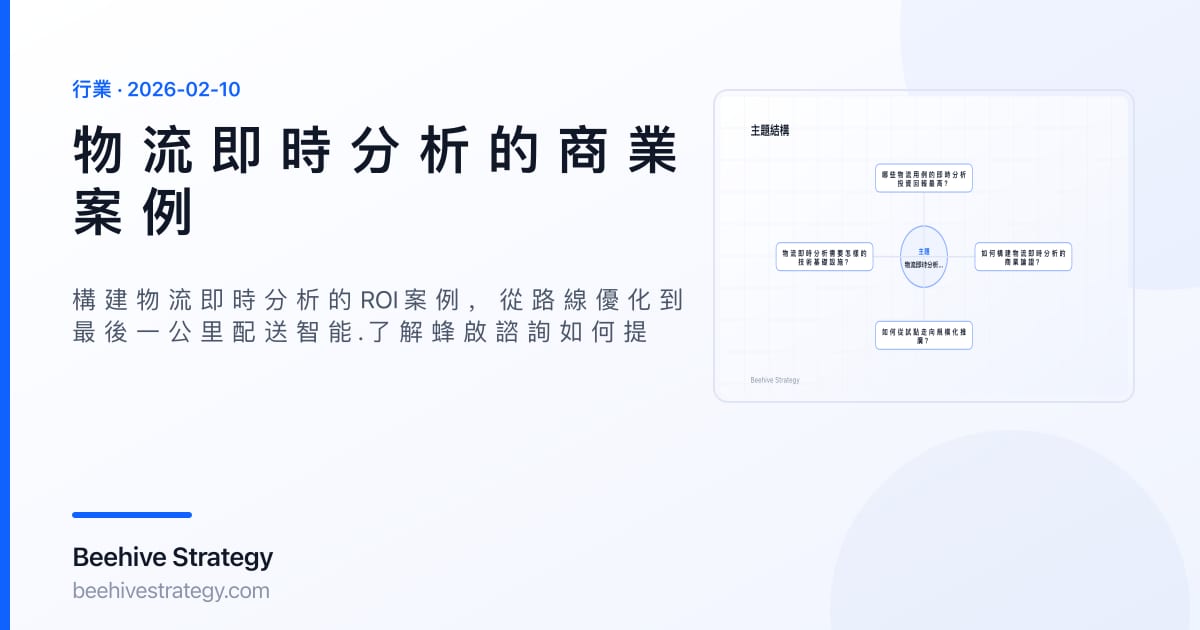 行業 · 2026-02-10
物流即時分析的商業
案例
構建物流即時分析的ROI案例，從路線優化到
最後一公里配送智能.了解蜂啟諮詢如何提
Beehive Strategy
beehivestrategy.com
主題結構
哪些物流用例的即時分析
投資回報最高?
物流即時分析需要怎樣的
技術基礎設施?
主題
物流即時分析...
如何構建物流即時分析的
商業論證?
如何從試點走向規模化推
廣?
Beehive Strategy